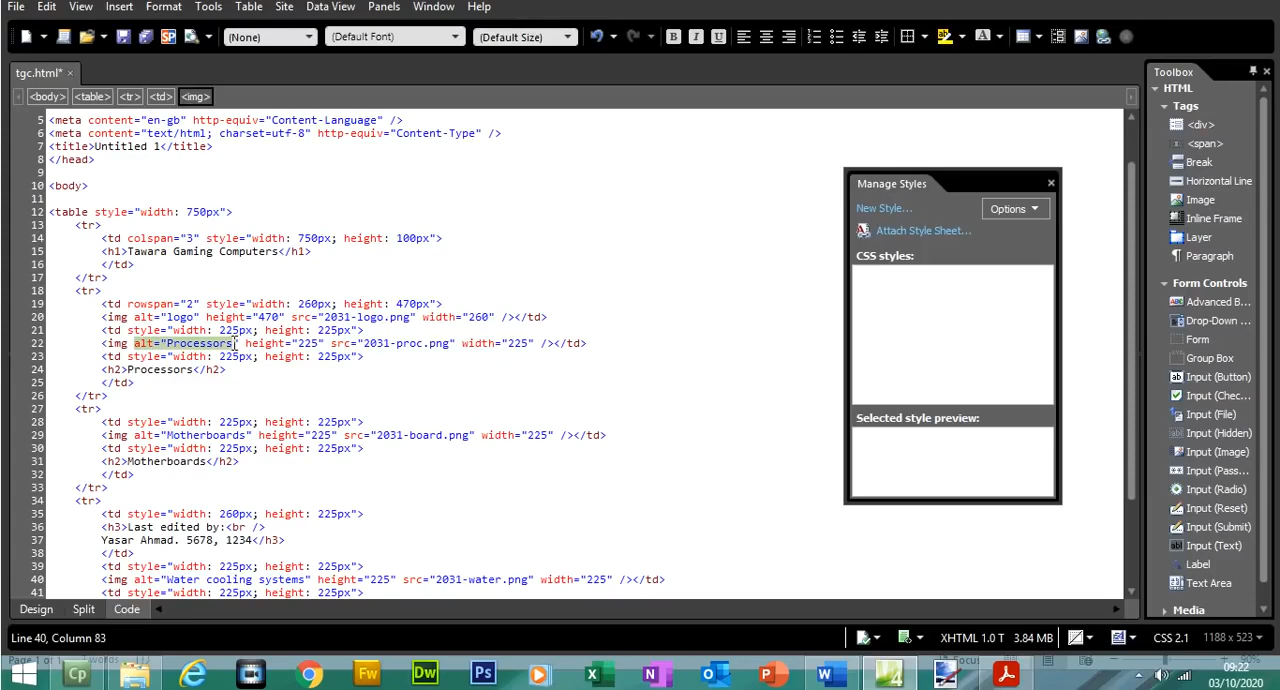 File Edit View Insert Format Tools Table Site Data View Panels Window Help
(None) (Default Font) (Default Size) B I U A
tgc.html* ×
<body> <table> <tr> <td> <img>
5 <meta content="en-gb" http-equiv="Content-Language" />
6 <meta content="text/html; charset=utf-8" http-equiv="Content-Type" />
7 <title>Untitled 1</title>
8 </head>
9
10 <body>
11
12 <table style="width: 750px">
13 <tr>
14 <td colspan="3" style="width: 750px; height: 100px">
15 <h1>Tawara Gaming Computers</h1>
16 </td>
17 </tr>
18 <tr>
19 <td rowspan="2" style="width: 260px; height: 470px">
20 <img alt="logo" height="470" src="2031-logo.png" width="260" /></td>
21 <td style="width: 225px; height: 225px">
22 <img alt="Processors" height="225" src="2031-proc.png" width="225" /></td>
23 <td style="width: 225px; height: 225px">
24 <h2>Processors</h2>
25 </td>
26 </tr>
27 <tr>
28 <td style="width: 225px; height: 225px">
29 <img alt="Motherboards" height="225" src="2031-board.png" width="225" /></td>
30 <td style="width: 225px; height: 225px">
31 <h2>Motherboards</h2>
32 </td>
33 </tr>
34 <tr>
35 <td style="width: 260px; height: 225px">
36 <h3>Last edited by:<br />
37 Yasar Ahmad. 5678, 1234</h3>
38 </td>
39 <td style="width: 225px; height: 225px">
40 <img alt="Water cooling systems" height="225" src="2031-water.png" width="225" /></td>
41 <td style="width: 225px; height: 225px">
Manage Styles ×
New Style... Options
Attach Style Sheet...
CSS styles:
Selected style preview:
Toolbox
HTML
Tags
<div>
<span>
Break
Horizontal Line
Image
Inline Frame
Layer
Paragraph
Form Controls
Advanced B...
Drop-Down ...
Form
Group Box
Input (Button)
Input (Chec...
Input (File)
Input (Hidden)
Input (Image)
Input (Pass...
Input (Radio)
Input (Reset)
Input (Submit)
Input (Text)
Label
Text Area
Media
Design Split Code
Line 40, Column 83 XHTML 1.0 T 3.84 MB CSS 2.1 1188 x 523
Cp Fw Dw Ps X N O P W 4
09:22
03/10/2020